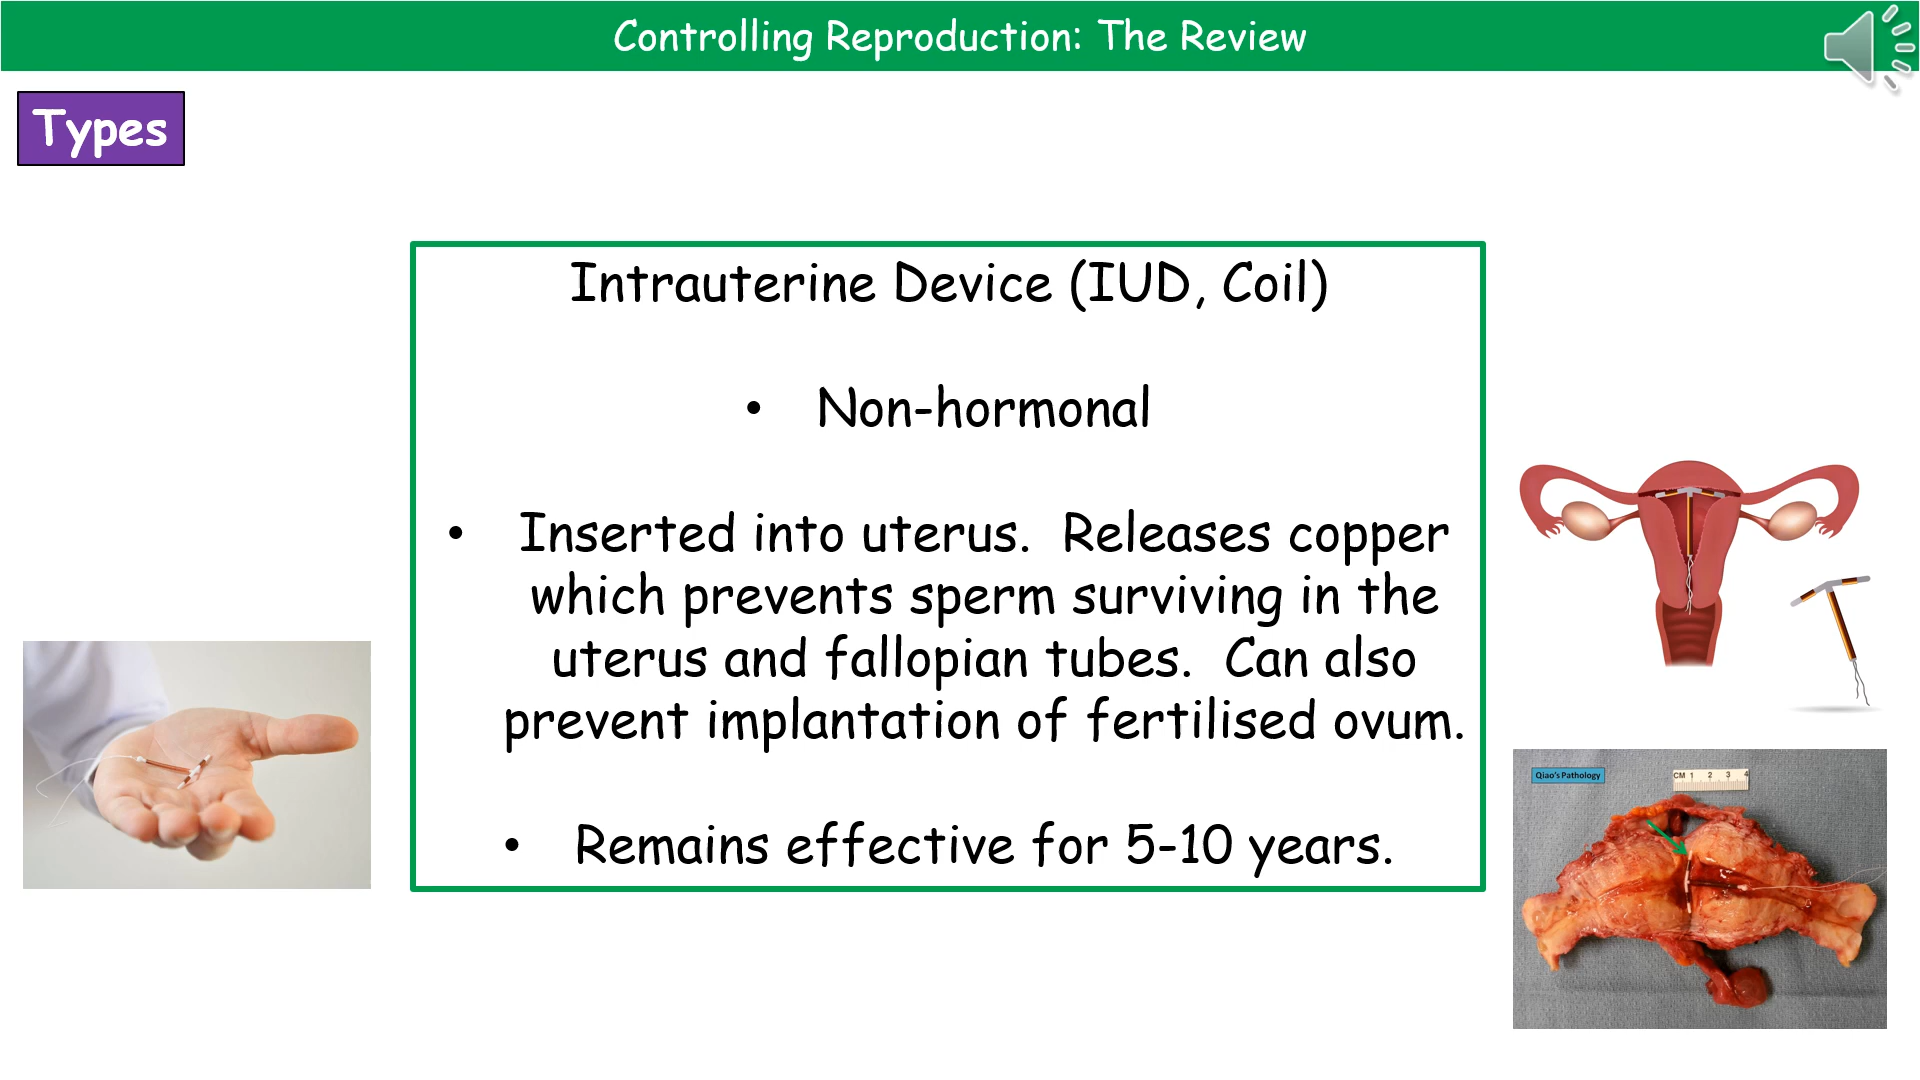 Controlling Reproduction: The Review
Types
Intrauterine Device (IUD, Coil)
• Non-hormonal
• Inserted into uterus. Releases copper
which prevents sperm surviving in the
uterus and fallopian tubes. Can also
prevent implantation of fertilised ovum.
• Remains effective for 5-10 years.
Qiao's Pathology
CM 1 2 3 4